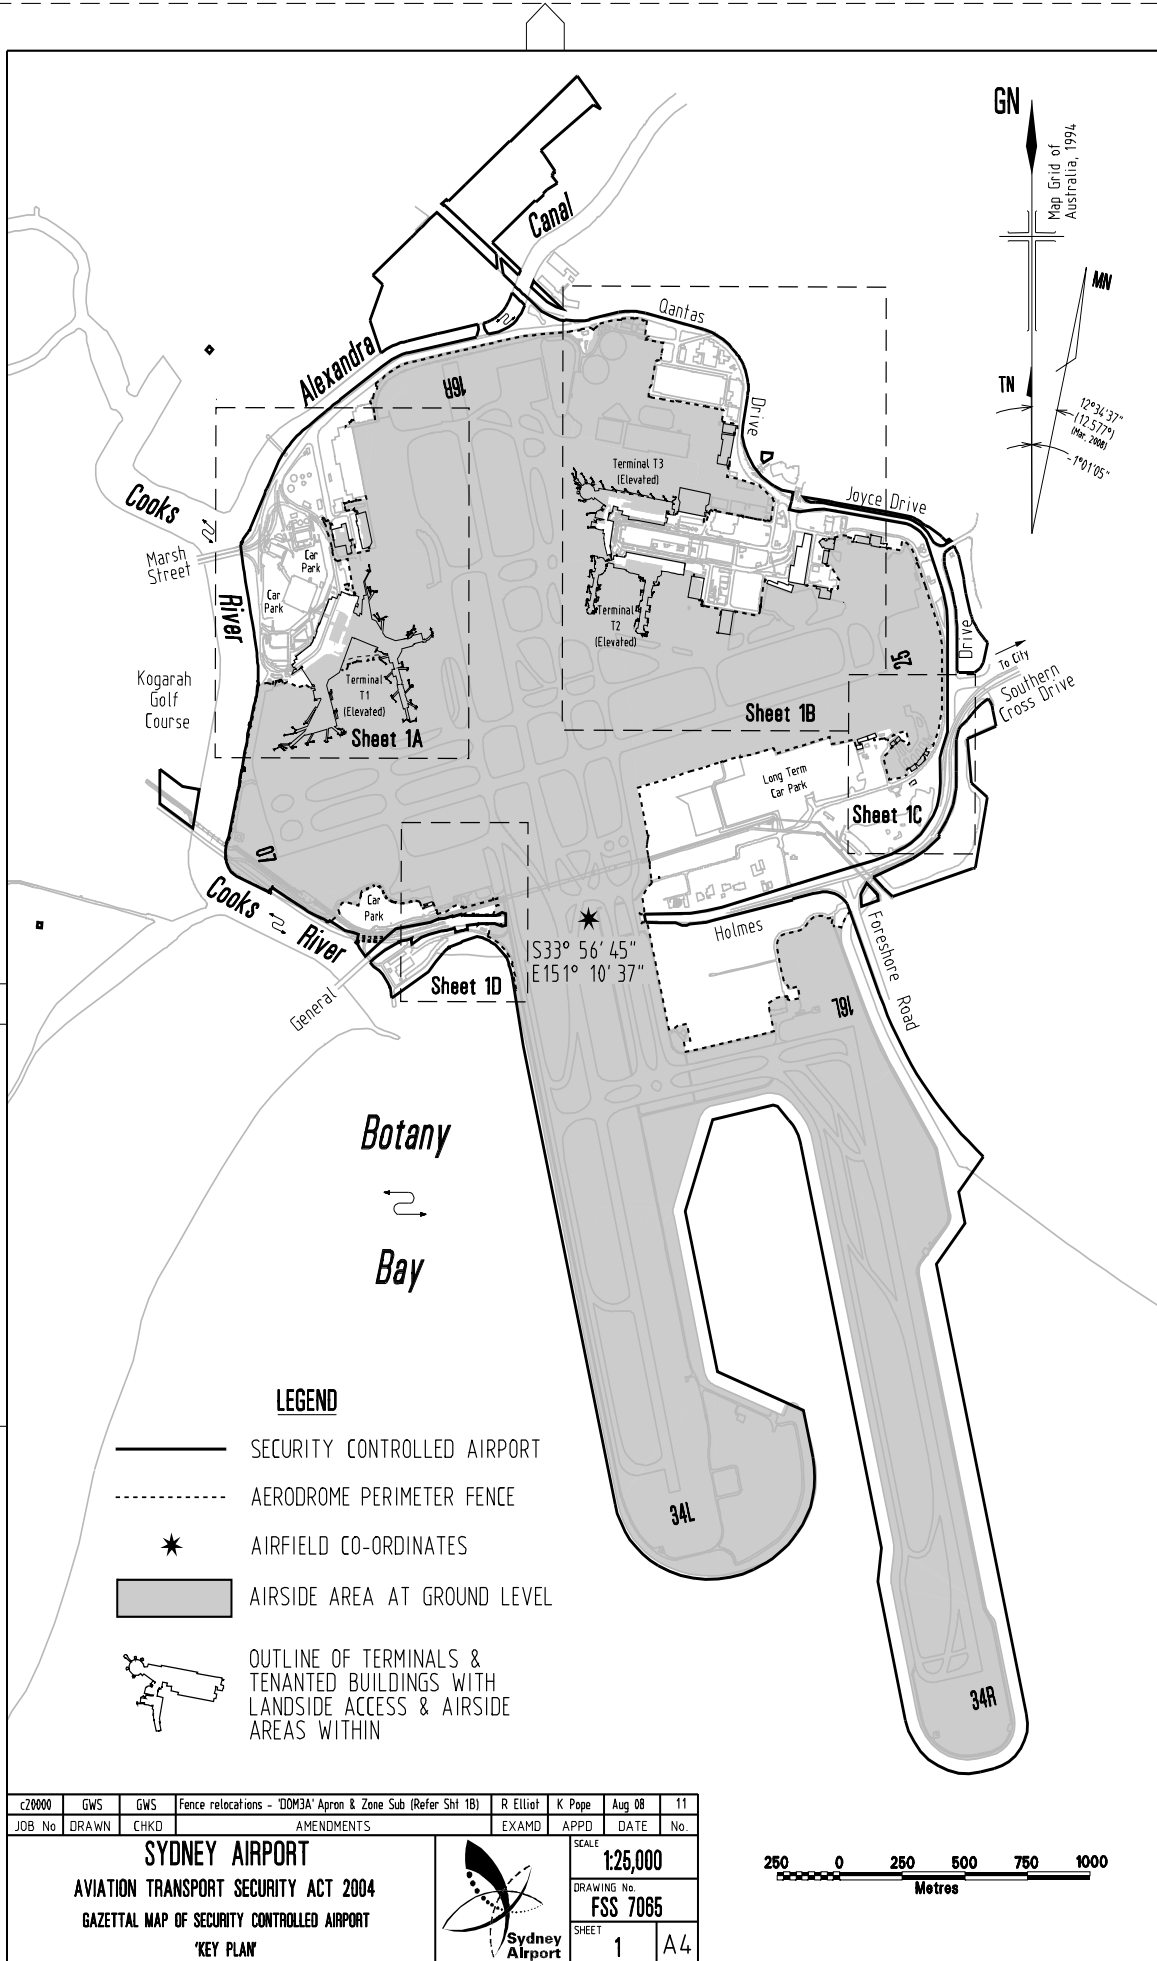 GN
Map Grid of
Australia, 1994
MN
TN
12°34'37"
(12.577°)
(Mar. 2008)
-1°01'05"
Canal
Qantas
Drive
Alexandra
16R
Terminal T3
(Elevated)
Joyce Drive
Cooks
River
Marsh
Street
Car
Park
Car
Park
Terminal
T2
(Elevated)
25
Drive
To City
Southern
Cross Drive
Kogarah
Golf
Course
Terminal
T1
(Elevated)
Sheet 1A
Sheet 1B
Long Term
Car Park
Sheet 1C
07
Cooks
River
Car
Park
Holmes
S33° 56' 45"
E151° 10' 37"
Foreshore Road
Sheet 1D
General
16L
Botany
Bay
34L
34R
LEGEND
SECURITY CONTROLLED AIRPORT
AERODROME PERIMETER FENCE
AIRFIELD CO-ORDINATES
AIRSIDE AREA AT GROUND LEVEL
OUTLINE OF TERMINALS &
TENANTED BUILDINGS WITH
LANDSIDE ACCESS & AIRSIDE
AREAS WITHIN
c20000 GWS GWS Fence relocations - 'DOM3A' Apron & Zone Sub (Refer Sht 1B) R Elliot K Pope Aug 08 11
JOB No DRAWN CHKD AMENDMENTS EXAMD APPD DATE No.
SYDNEY AIRPORT
AVIATION TRANSPORT SECURITY ACT 2004
GAZETTAL MAP OF SECURITY CONTROLLED AIRPORT
'KEY PLAN'
Sydney
Airport
SCALE
1:25,000
DRAWING No.
FSS 7065
SHEET
1 A4
250 0 250 500 750 1000
Metres